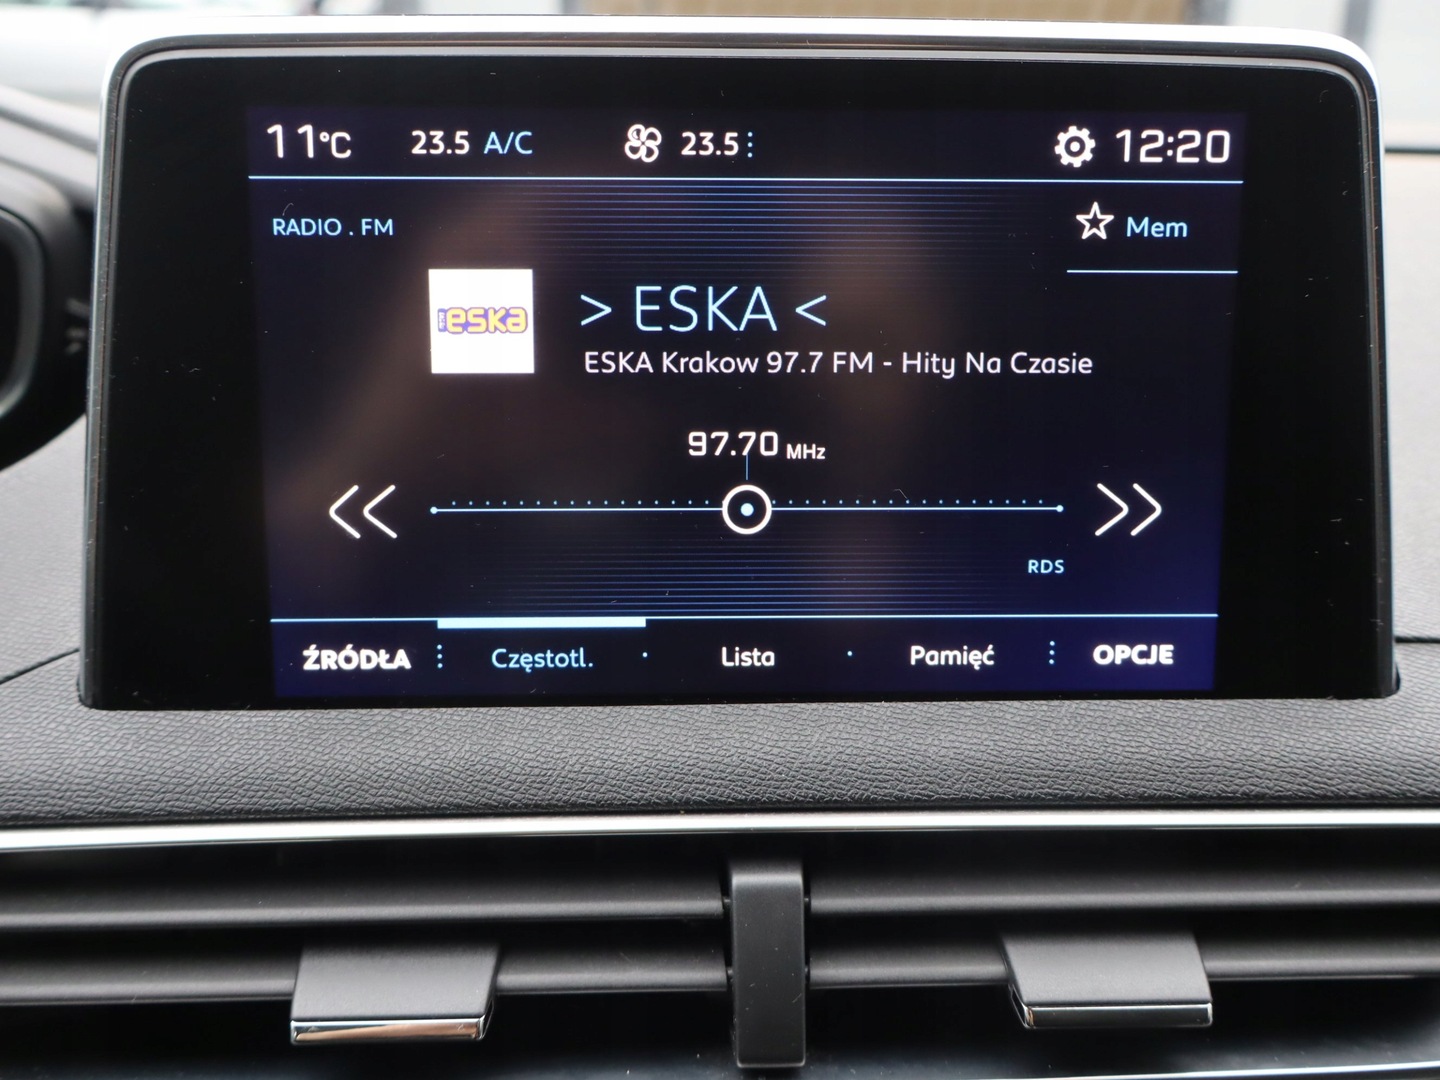 11°C 23.5 A/C 23.5 12:20
RADIO . FM
Mem
eska
> ESKA <
ESKA Krakow 97.7 FM - Hity Na Czasie
97.70 MHz
RDS
ŹRÓDŁA Częstotl. Lista Pamięć OPCJE